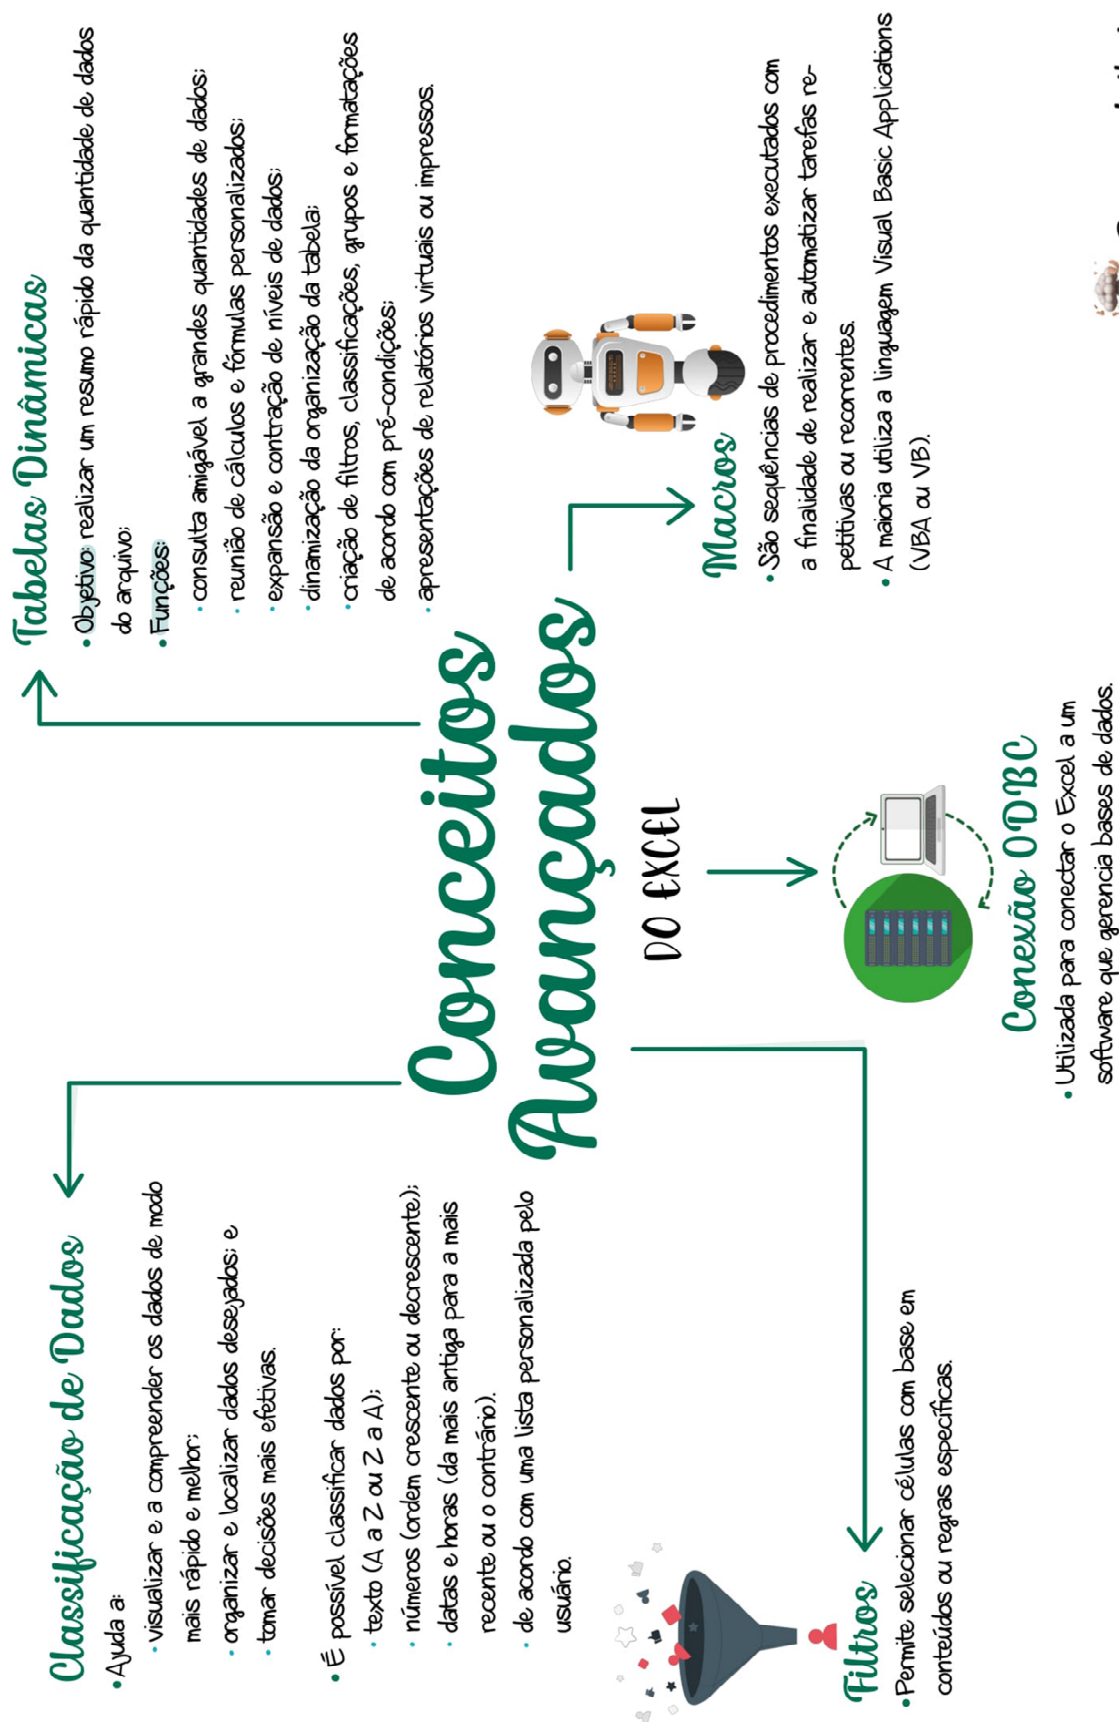 Conceitos
Avançados
DO EXCEL
Classificação de Dados
• Ajuda a:
• visualizar e a compreender os dados de modo
mais rápido e melhor;
• organizar e localizar dados desejados; e
• tomar decisões mais efetivas.
• É possível classificar dados por:
• texto (A a Z ou Z a A);
• números (ordem crescente ou decrescente);
• datas e horas (da mais antiga para a mais
recente ou o contrário).
• de acordo com uma lista personalizada pelo
usuário.
Tabelas Dinâmicas
• Objetivo: realizar um resumo rápido da quantidade de dados
do arquivo;
• Funções:
• consulta amigável a grandes quantidades de dados;
• reunião de cálculos e fórmulas personalizados;
• expansão e contração de níveis de dados;
• dinamização da organização da tabela;
• criação de filtros, classificações, grupos e formatações
de acordo com pré-condições;
• apresentações de relatórios virtuais ou impressos.
Filtros
• Permite selecionar células com base em
conteúdos ou regras específicas.
Conexão ODBC
• Utilizada para conectar o Excel a um
software que gerencia bases de dados.
Macros
• São sequências de procedimentos executados com
a finalidade de realizar e automatizar tarefas re-
petitivas ou recorrentes.
• A maioria utiliza a linguagem Visual Basic Applications
(VBA ou VB).